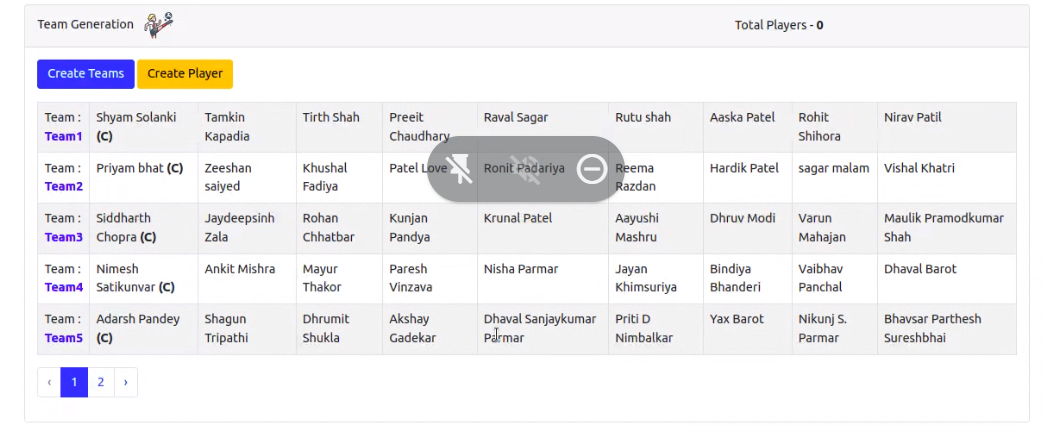 Team Generation
Total Players - 0
Create Teams
Create Player
Team : Shyam Solanki Tamkin Tirth Shah Preeit Raval Sagar Rutu shah Aaska Patel Rohit Nirav Patil
Team1 (C) Kapadia Chaudhary Shihora
Team : Priyam bhat (C) Zeeshan Khushal Patel Love Ronit Padariya Reema Hardik Patel sagar malam Vishal Khatri
Team2 saiyed Fadiya Razdan
Team : Siddharth Jaydeepsinh Rohan Kunjan Krunal Patel Aayushi Dhruv Modi Varun Maulik Pramodkumar
Team3 Chopra (C) Zala Chhatbar Pandya Mashru Mahajan Shah
Team : Nimesh Ankit Mishra Mayur Paresh Nisha Parmar Jayan Bindiya Vaibhav Dhaval Barot
Team4 Satikunvar (C) Thakor Vinzava Khimsuriya Bhanderi Panchal
Team : Adarsh Pandey Shagun Dhrumit Akshay Dhaval Sanjaykumar Priti D Yax Barot Nikunj S. Bhavsar Parthesh
Team5 (C) Tripathi Shukla Gadekar Parmar Nimbalkar Parmar Sureshbhai
‹ 1 2 ›